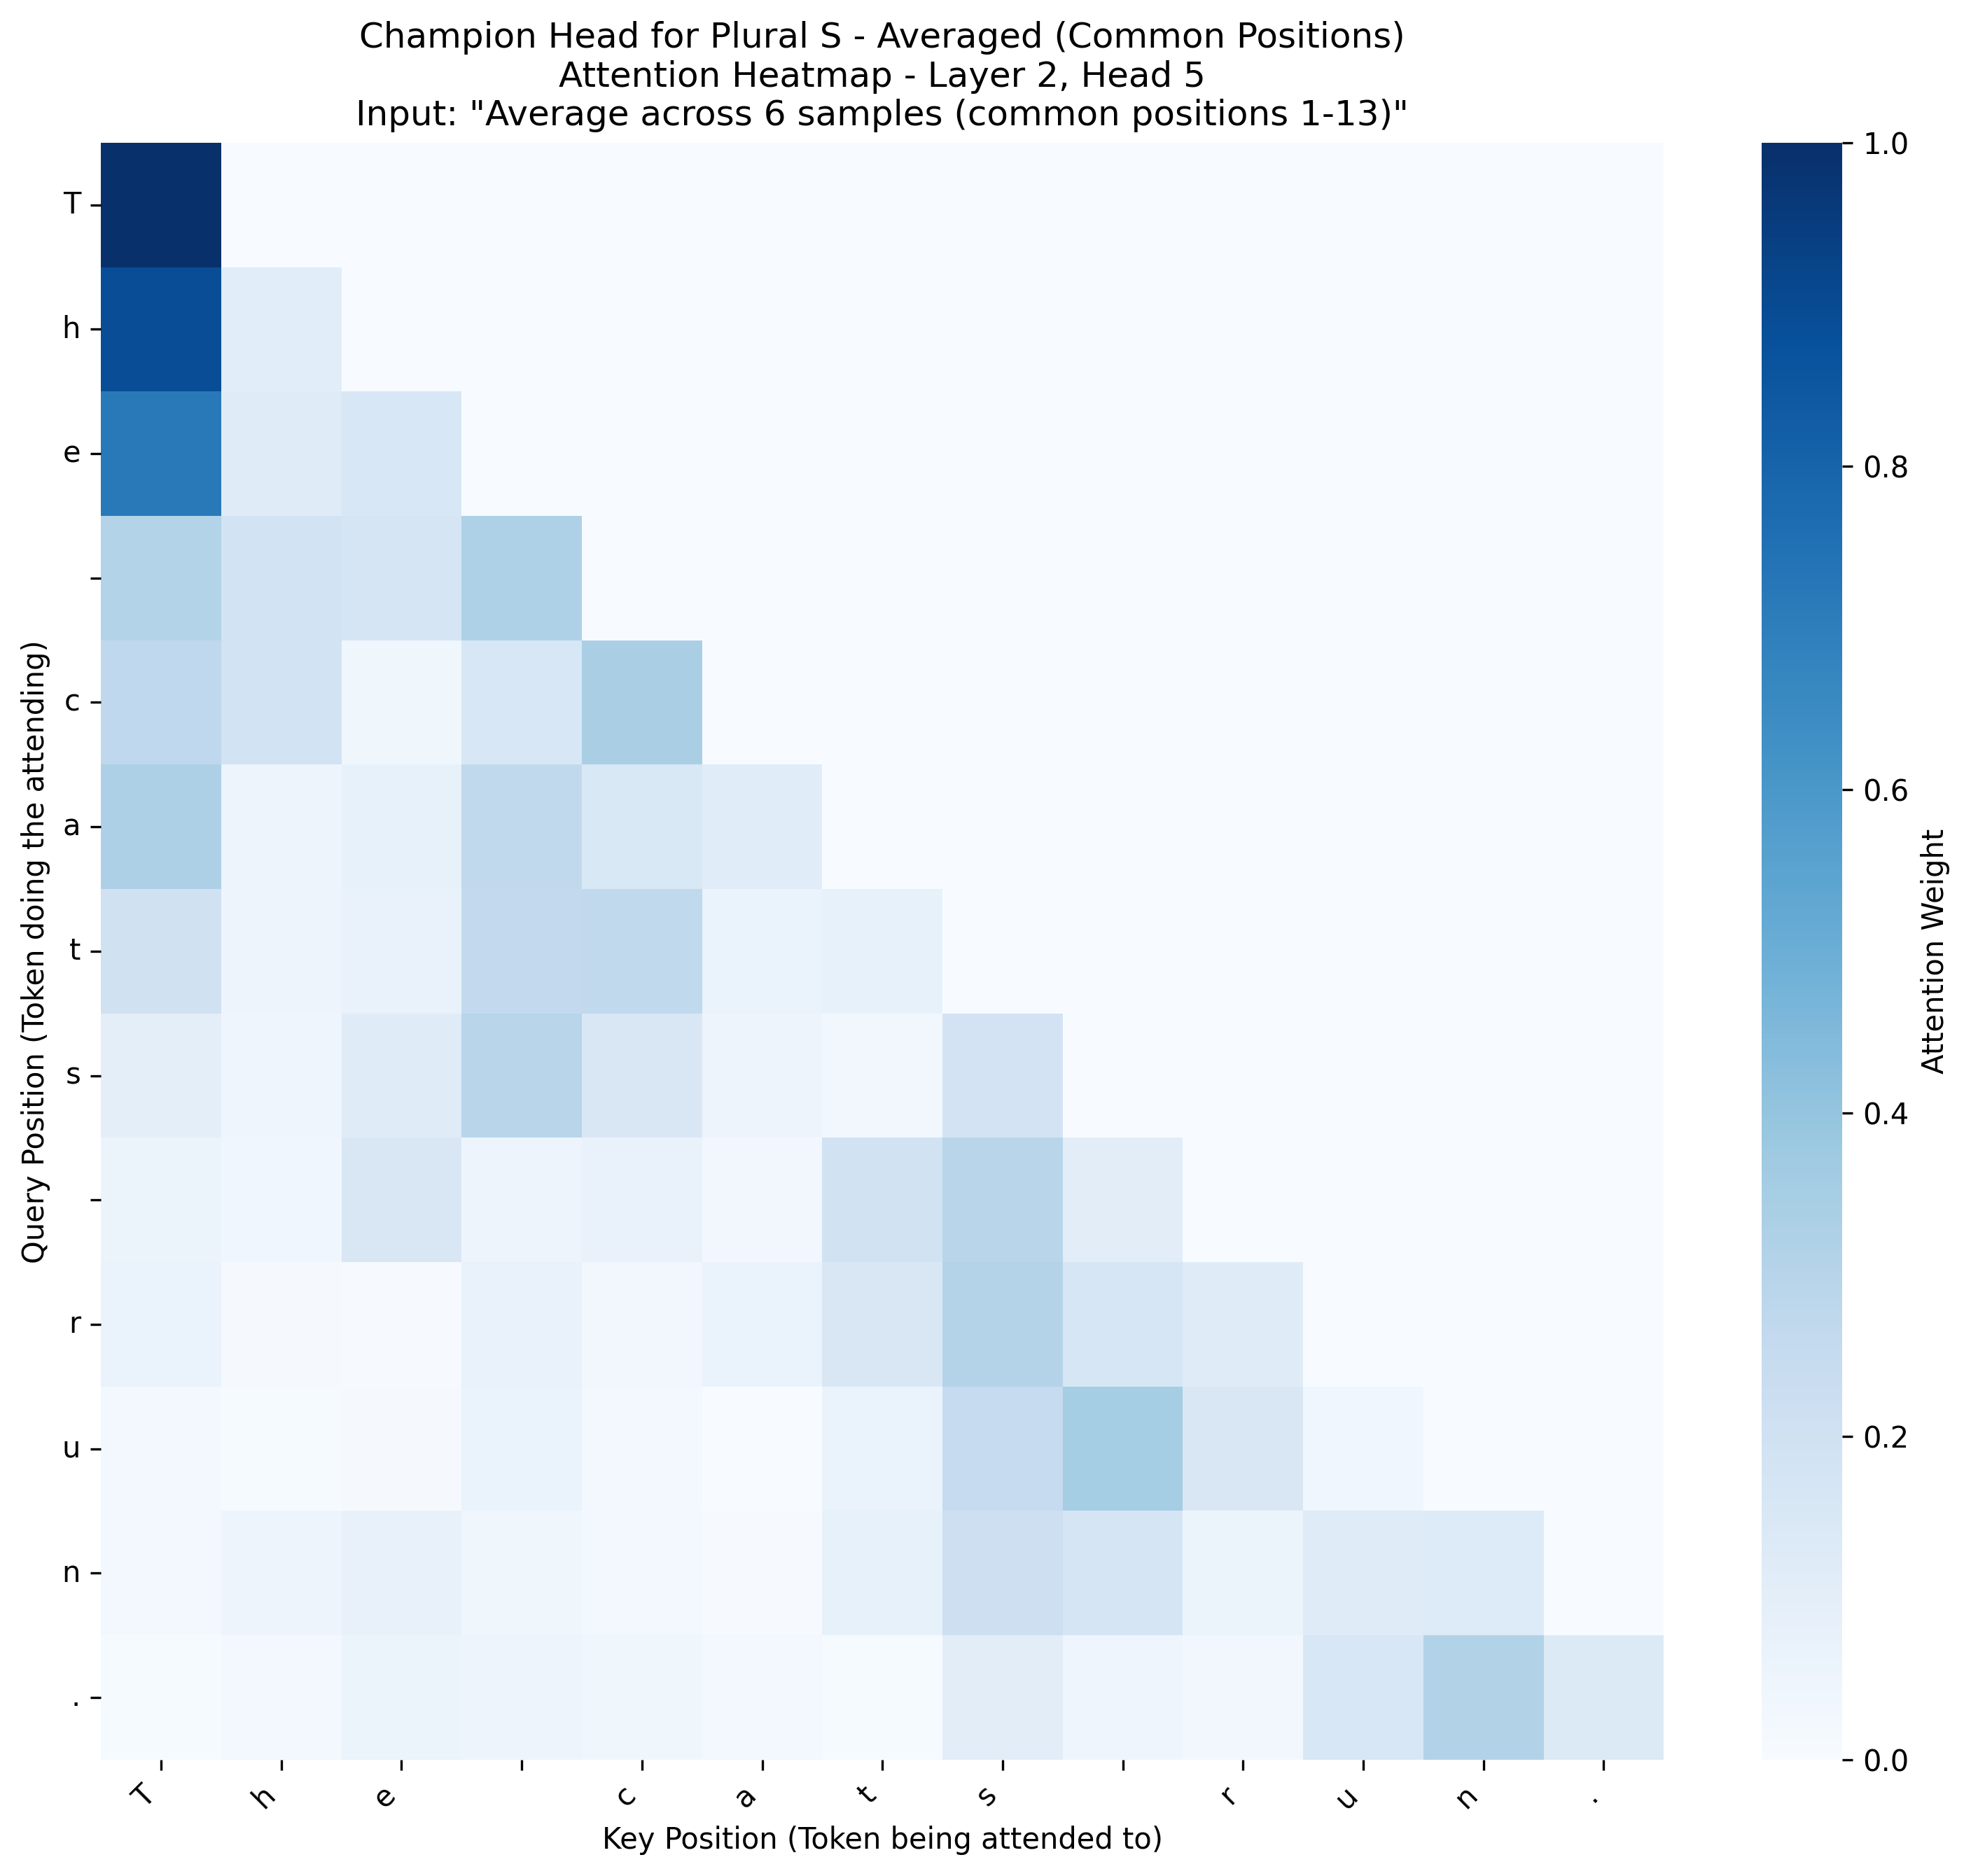 Champion Head for Plural S - Averaged (Common Positions)
Attention Heatmap - Layer 2, Head 5
Input: "Average across 6 samples (common positions 1-13)"
Query Position (Token doing the attending)
T
h
e
c
a
t
s
r
u
n
.
T h e c a t s r u n .
Key Position (Token being attended to)
1.0
0.8
0.6
0.4
0.2
0.0
Attention Weight